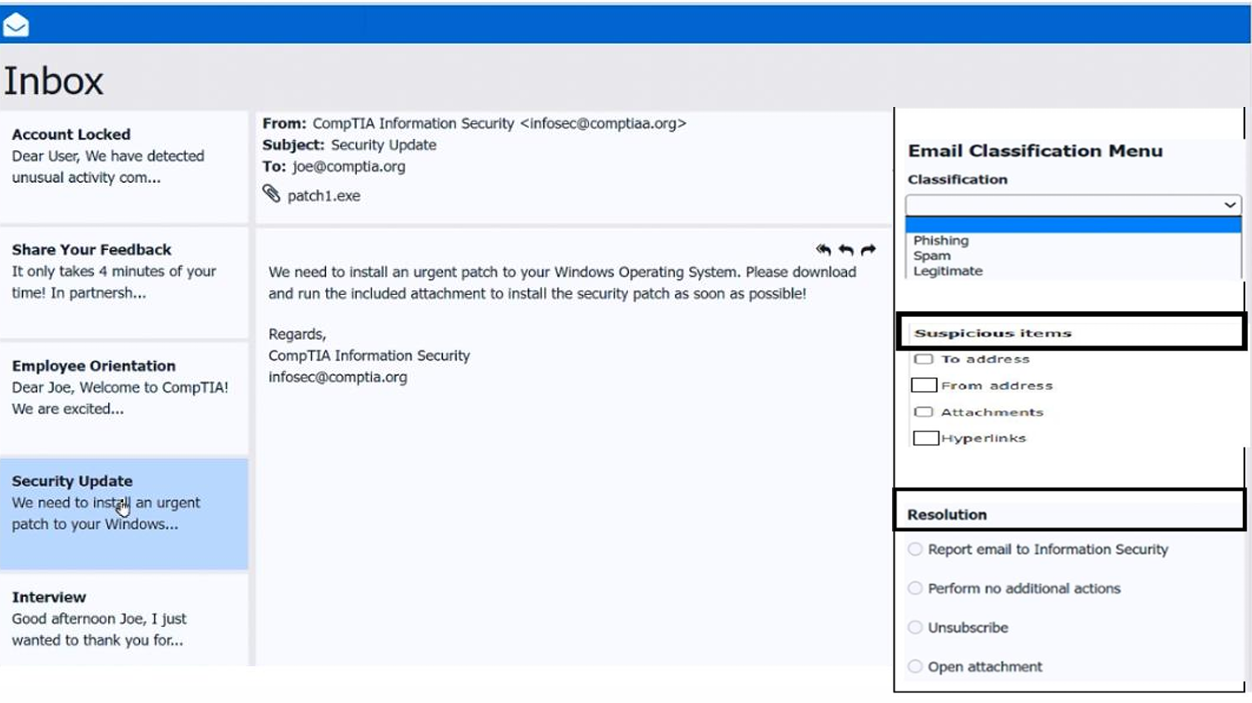 Inbox
Account Locked
Dear User, We have detected
unusual activity com...
Share Your Feedback
It only takes 4 minutes of your
time! In partnersh...
Employee Orientation
Dear Joe, Welcome to CompTIA!
We are excited...
Security Update
We need to install an urgent
patch to your Windows...
Interview
Good afternoon Joe, I just
wanted to thank you for...
From: CompTIA Information Security <infosec@comptiaa.org>
Subject: Security Update
To: joe@comptia.org
patch1.exe
We need to install an urgent patch to your Windows Operating System. Please download
and run the included attachment to install the security patch as soon as possible!
Regards,
CompTIA Information Security
infosec@comptia.org
Email Classification Menu
Classification
Phishing
Spam
Legitimate
Suspicious items
To address
From address
Attachments
Hyperlinks
Resolution
Report email to Information Security
Perform no additional actions
Unsubscribe
Open attachment